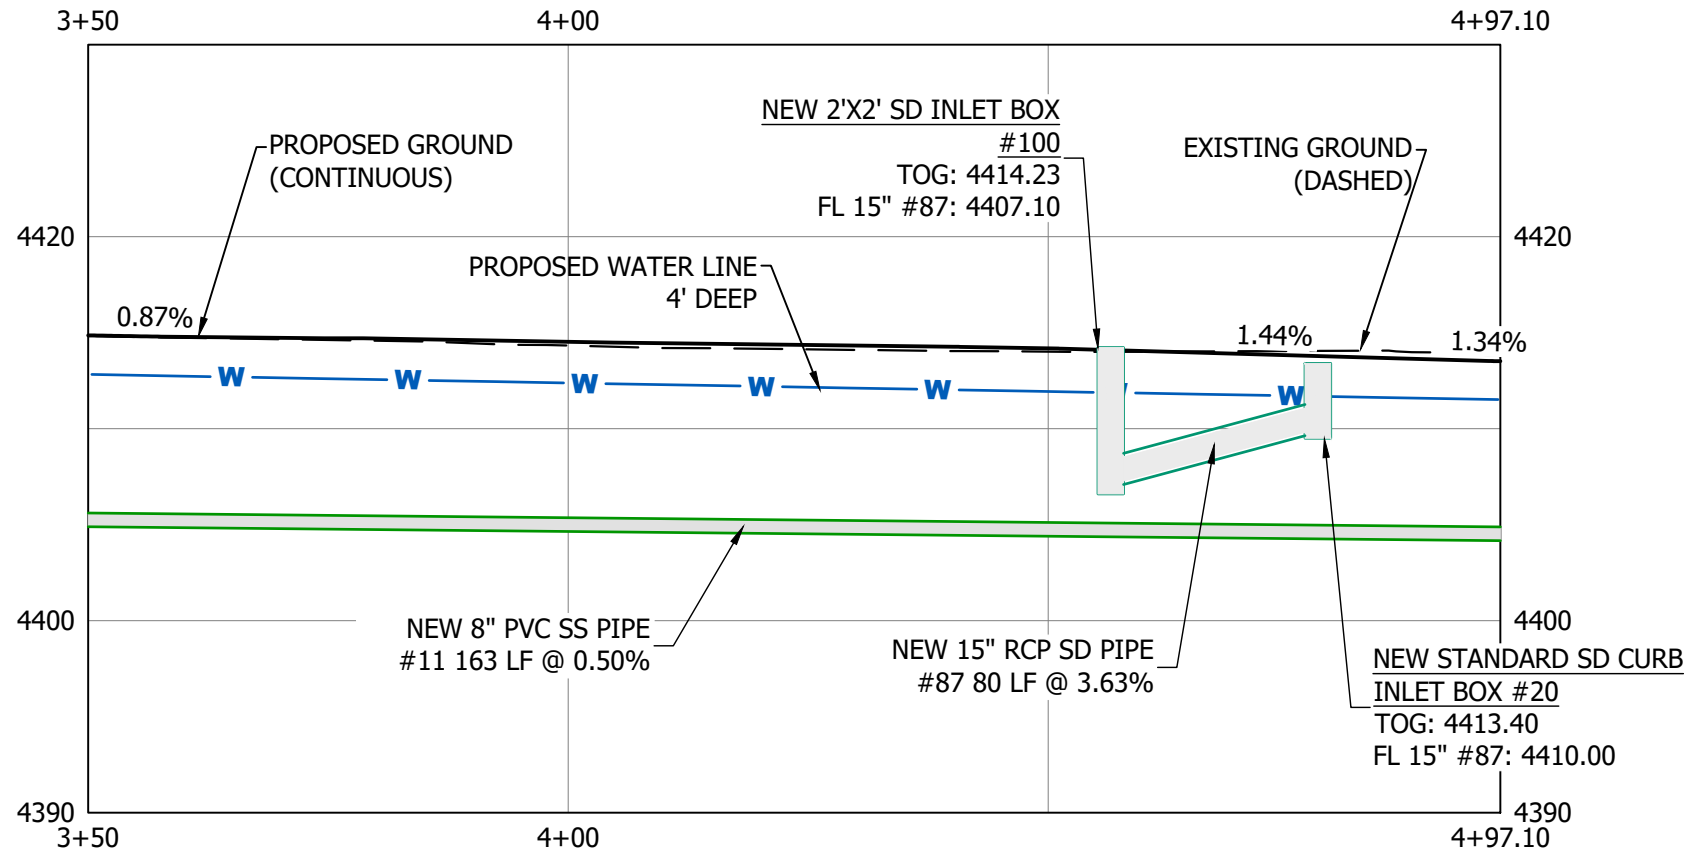 3+50
4+00
4+97.10
NEW 2'X2' SD INLET BOX
#100
TOG: 4414.23
FL 15" #87: 4407.10
PROPOSED GROUND
(CONTINUOUS)
EXISTING GROUND
(DASHED)
4420
4420
PROPOSED WATER LINE
4' DEEP
0.87%
1.44%
1.34%
W
W
W
W
W
W
4400
4400
NEW 8" PVC SS PIPE
#11 163 LF @ 0.50%
NEW 15" RCP SD PIPE
#87 80 LF @ 3.63%
NEW STANDARD SD CURB
INLET BOX #20
TOG: 4413.40
FL 15" #87: 4410.00
4390
4390
3+50
4+00
4+97.10